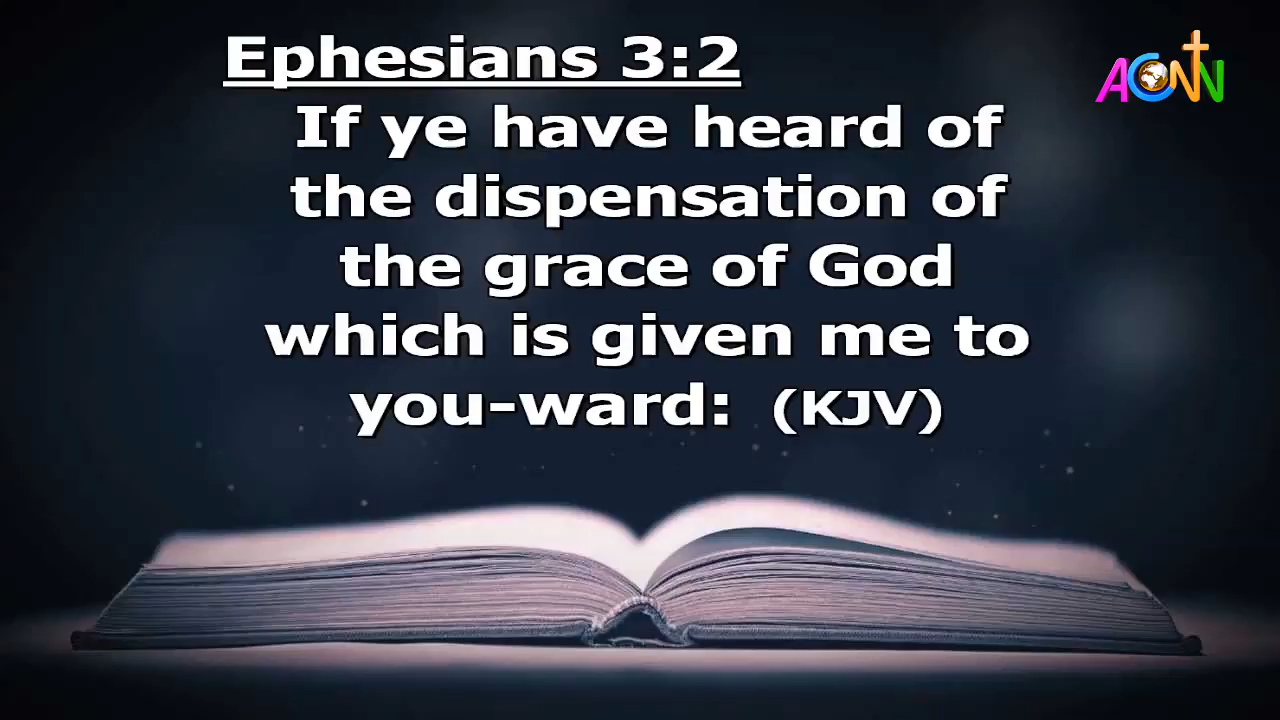 Ephesians 3:2
ACNN
If ye have heard of
the dispensation of
the grace of God
which is given me to
you-ward: (KJV)